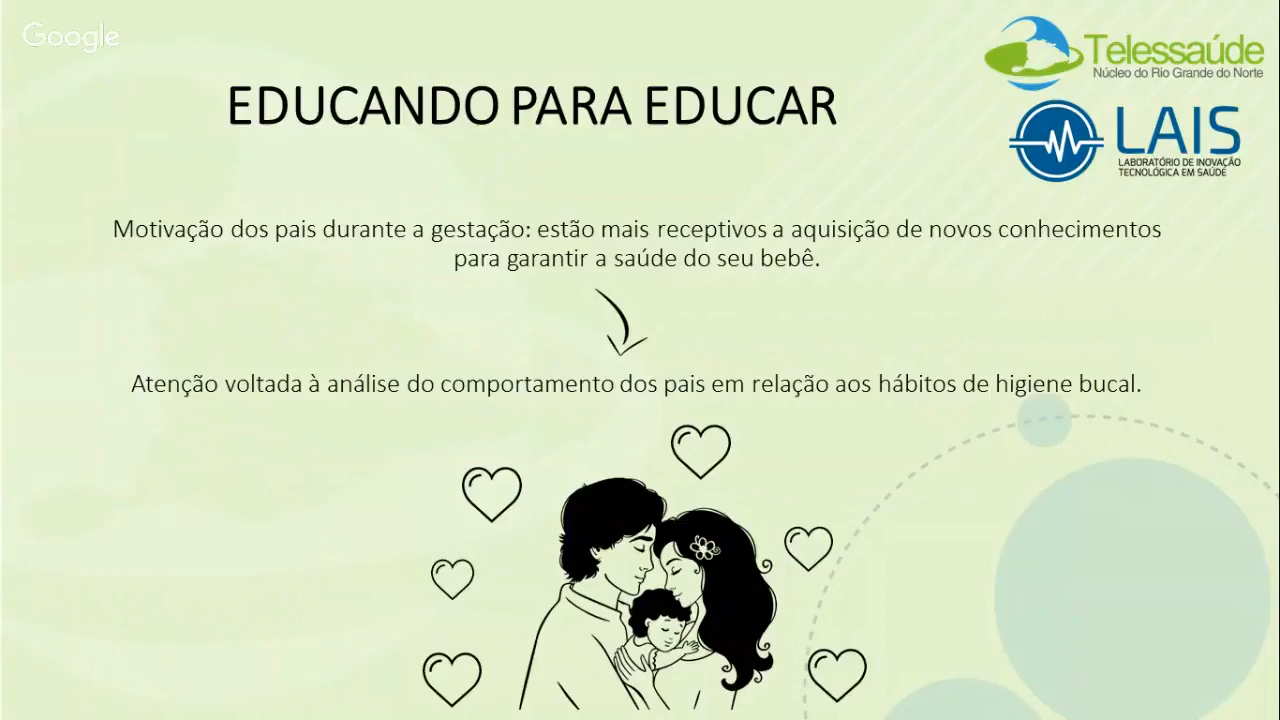 Google
Telessaúde
Núcleo do Rio Grande do Norte
EDUCANDO PARA EDUCAR
LAIS
LABORATÓRIO DE INOVAÇÃO
TECNOLÓGICA EM SAÚDE
Motivação dos pais durante a gestação: estão mais receptivos a aquisição de novos conhecimentos
para garantir a saúde do seu bebê.
Atenção voltada à análise do comportamento dos pais em relação aos hábitos de higiene bucal.